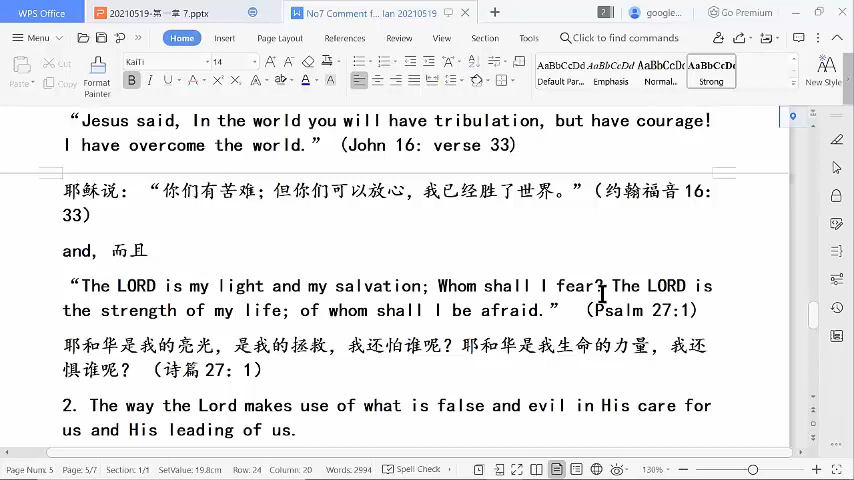 WPS Office
20210519-第一章 7.pptx
No7 Comment f... Ian 20210519
2
google...
Go Premium
Menu
Home
Insert
Page Layout
References
Review
View
Section
Tools
Click to find commands
Paste
Cut
Copy
Format
Painter
KaiTi
14
AaBbCcDd
Default Par...
AaBbCcDd
Emphasis
AaBbCcDd
Normal...
AaBbCcDd
Strong
New Style
“Jesus said, In the world you will have tribulation, but have courage!
I have overcome the world.” (John 16: verse 33)
耶稣说: “你们有苦难; 但你们可以放心, 我已经胜了世界。”(约翰福音 16:
33)
and, 而且
“The LORD is my light and my salvation; Whom shall I fear? The LORD is
the strength of my life; of whom shall I be afraid.” (Psalm 27:1)
耶和华是我的亮光, 是我的拯救, 我还怕谁呢? 耶和华是我生命的力量, 我还
惧谁呢? (诗篇 27: 1)
2. The way the Lord makes use of what is false and evil in His care for
us and His leading of us.
Page Num: 5
Page: 5/7
Section: 1/1
SetValue: 19.8cm
Row: 24
Column: 20
Words: 2994
Spell Check
130%